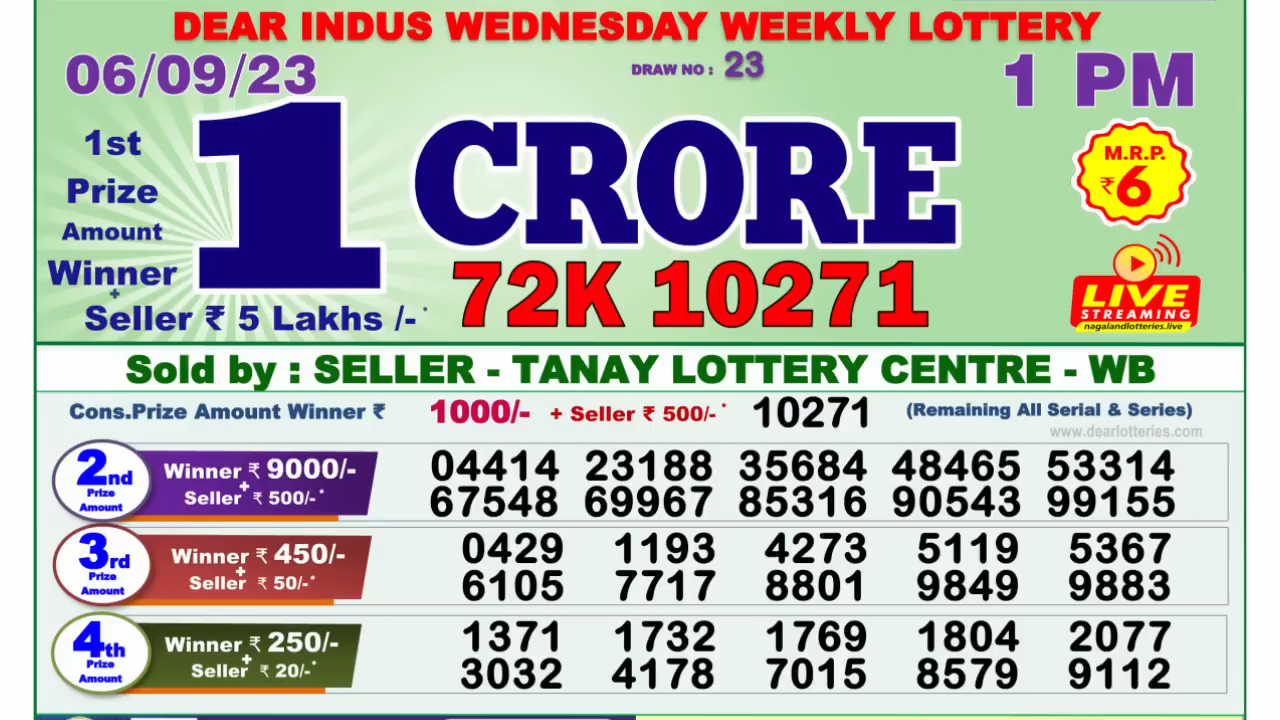 DEAR INDUS WEDNESDAY WEEKLY LOTTERY
06/09/23
DRAW NO : 23
1 PM
1st
Prize
Amount
Winner
+
Seller ₹ 5 Lakhs /-*
1 CRORE
72K 10271
M.R.P.
₹6
LIVE
STREAMING
nagalandlotteries.live
Sold by : SELLER - TANAY LOTTERY CENTRE - WB
Cons.Prize Amount Winner ₹ 1000/- + Seller ₹ 500/-* 10271 (Remaining All Serial & Series)
www.dearlotteries.com
2nd
Prize
Amount
Winner ₹ 9000/-
+
Seller ₹ 500/-*
04414 23188 35684 48465 53314
67548 69967 85316 90543 99155
3rd
Prize
Amount
Winner ₹ 450/-
+
Seller ₹ 50/-*
0429 1193 4273 5119 5367
6105 7717 8801 9849 9883
4th
Prize
Amount
Winner ₹ 250/-
+
Seller ₹ 20/-*
1371 1732 1769 1804 2077
3032 4178 7015 8579 9112